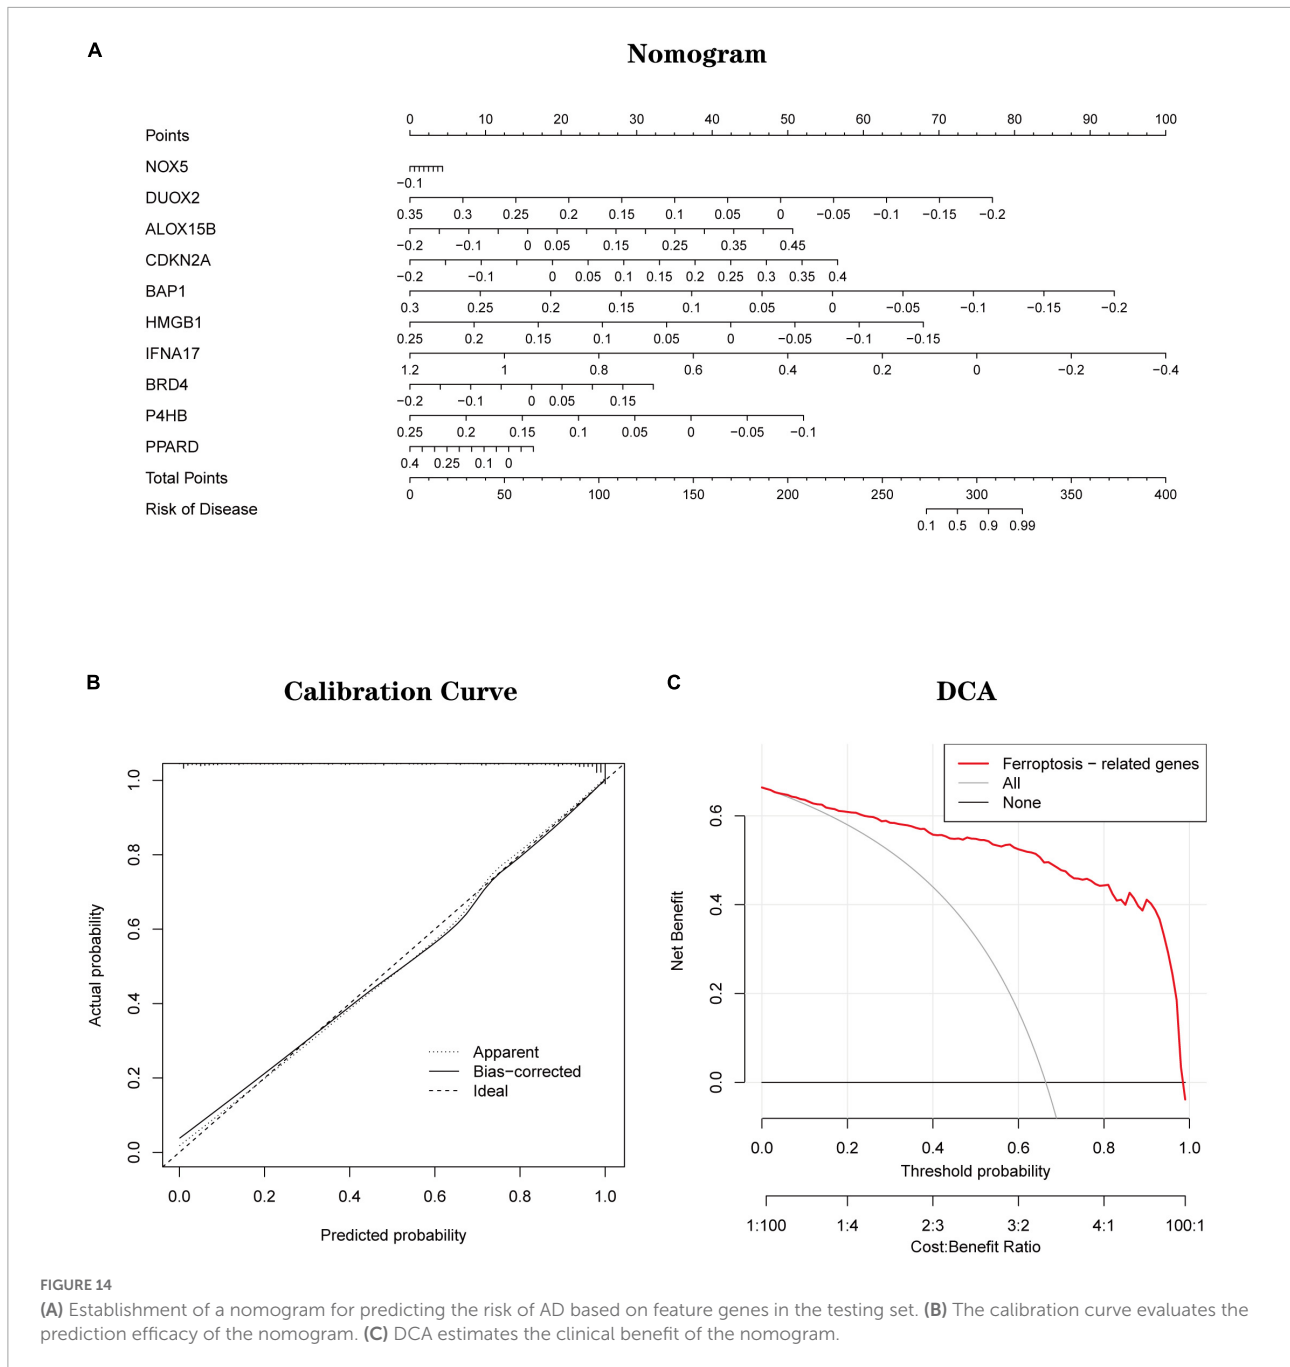 A
Nomogram
Points
0 10 20 30 40 50 60 70 80 90 100
NOX5
−0.1
DUOX2
0.35 0.3 0.25 0.2 0.15 0.1 0.05 0 −0.05 −0.1 −0.15 −0.2
ALOX15B
−0.2 −0.1 0 0.05 0.15 0.25 0.35 0.45
CDKN2A
−0.2 −0.1 0 0.05 0.1 0.15 0.2 0.25 0.3 0.35 0.4
BAP1
0.3 0.25 0.2 0.15 0.1 0.05 0 −0.05 −0.1 −0.15 −0.2
HMGB1
0.25 0.2 0.15 0.1 0.05 0 −0.05 −0.1 −0.15
IFNA17
1.2 1 0.8 0.6 0.4 0.2 0 −0.2 −0.4
BRD4
−0.2 −0.1 0 0.05 0.15
P4HB
0.25 0.2 0.15 0.1 0.05 0 −0.05 −0.1
PPARD
0.4 0.25 0.1 0
Total Points
0 50 100 150 200 250 300 350 400
Risk of Disease
0.1 0.5 0.9 0.99
B
Calibration Curve
Actual probability
0.0 0.2 0.4 0.6 0.8 1.0
Apparent
Bias−corrected
Ideal
0.0 0.2 0.4 0.6 0.8 1.0
Predicted probability
C
DCA
Ferroptosis − related genes
All
None
Net Benefit
0.0 0.2 0.4 0.6
0.0 0.2 0.4 0.6 0.8 1.0
Threshold probability
1:100 1:4 2:3 3:2 4:1 100:1
Cost:Benefit Ratio
FIGURE 14
(A) Establishment of a nomogram for predicting the risk of AD based on feature genes in the testing set. (B) The calibration curve evaluates the
prediction efficacy of the nomogram. (C) DCA estimates the clinical benefit of the nomogram.